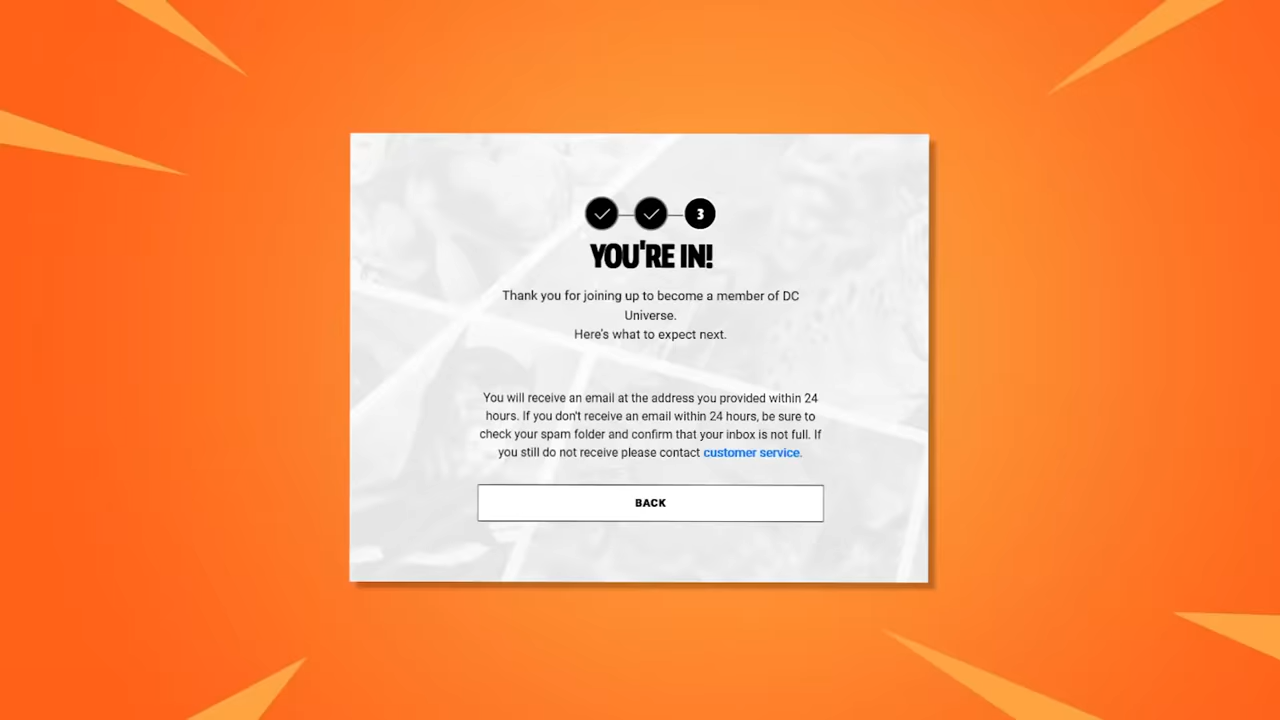 3
YOU'RE IN!
Thank you for joining up to become a member of DC
Universe.
Here's what to expect next.
You will receive an email at the address you provided within 24
hours. If you don't receive an email within 24 hours, be sure to
check your spam folder and confirm that your inbox is not full. If
you still do not receive please contact customer service.
BACK